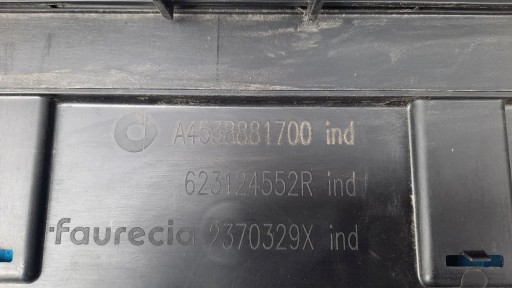 A4538881700 ind
623124552R ind
faurecia 2370329X ind